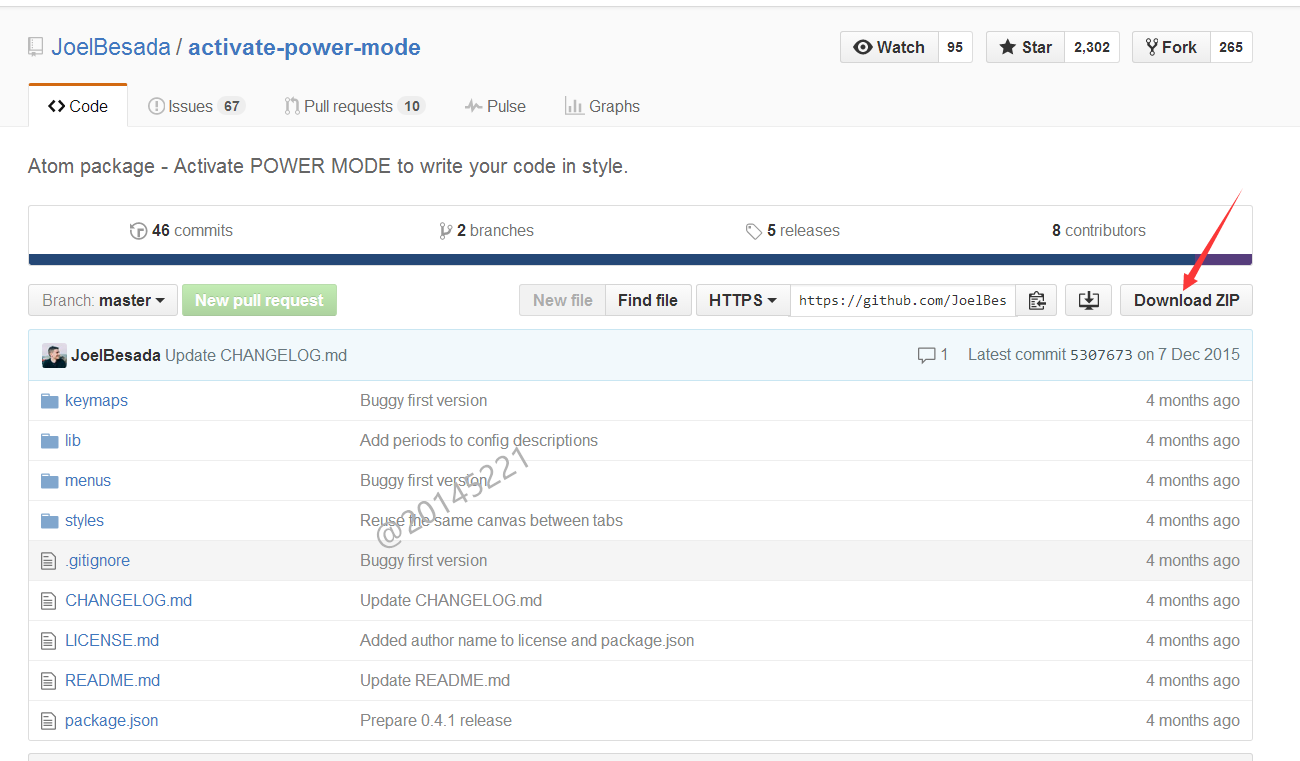 JoelBesada / activate-power-mode Watch 95 Star 2,302 Fork 265
Code Issues 67 Pull requests 10 Pulse Graphs
Atom package - Activate POWER MODE to write your code in style.
46 commits 2 branches 5 releases 8 contributors
Branch: master New pull request New file Find file HTTPS https://github.com/JoelBes Download ZIP
JoelBesada Update CHANGELOG.md 1 Latest commit 5307673 on 7 Dec 2015
keymaps Buggy first version 4 months ago
lib Add periods to config descriptions 4 months ago
menus Buggy first version 4 months ago
styles Reuse the same canvas between tabs 4 months ago
@20145221
.gitignore Buggy first version 4 months ago
CHANGELOG.md Update CHANGELOG.md 4 months ago
LICENSE.md Added author name to license and package.json 4 months ago
README.md Update README.md 4 months ago
package.json Prepare 0.4.1 release 4 months ago